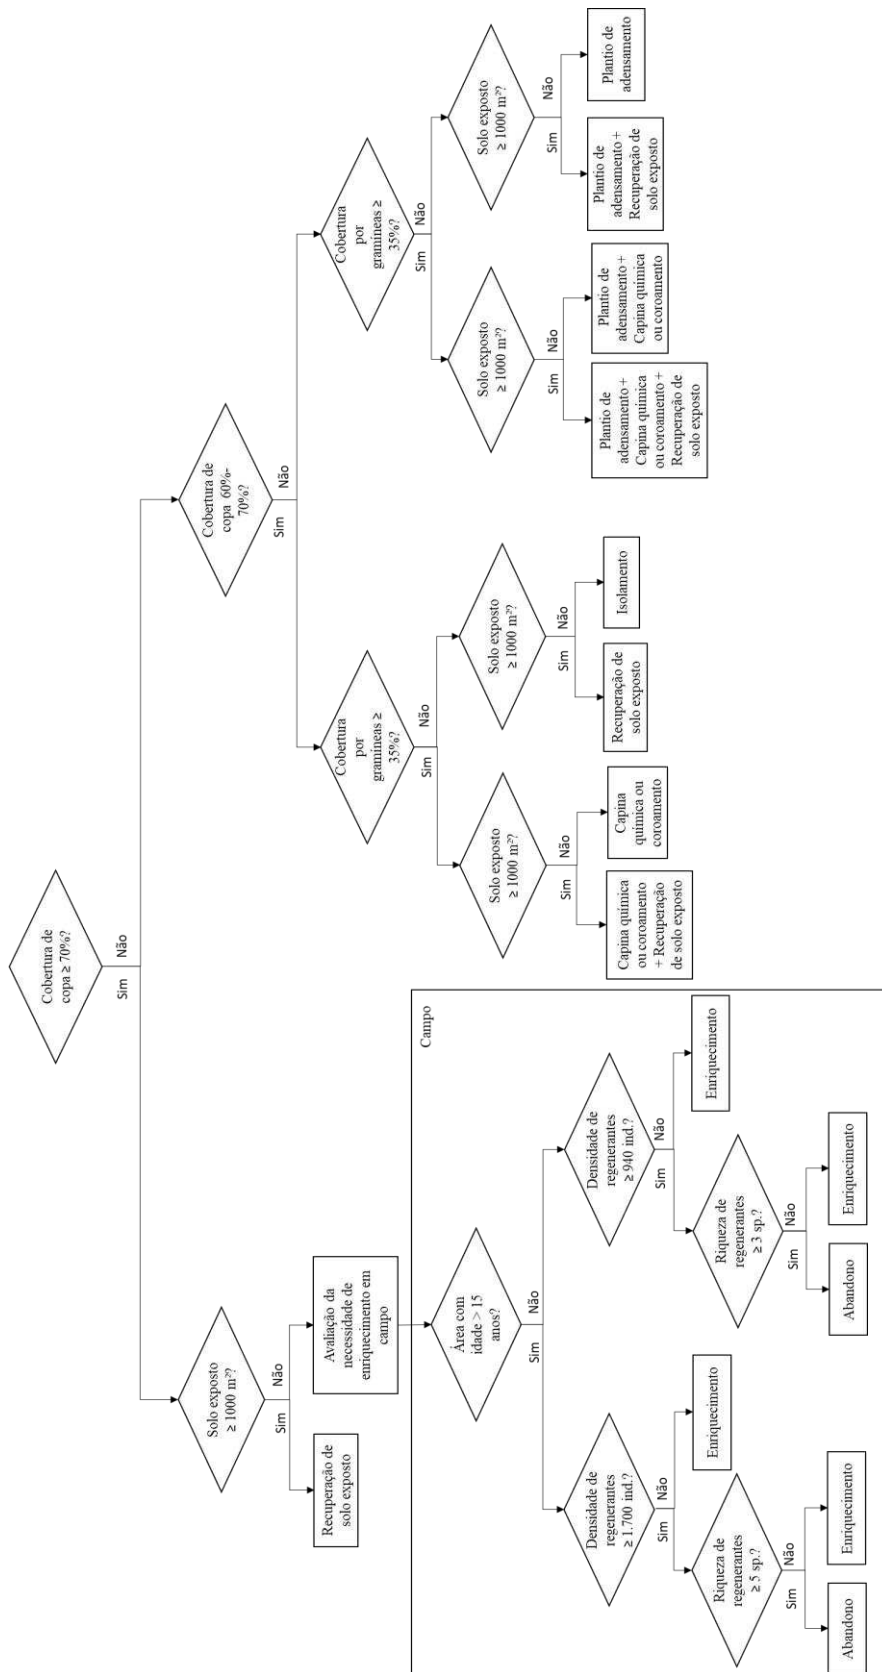 Cobertura de
copa ≥ 70%?
Sim
Não
Solo exposto
≥ 1000 m²?
Sim
Não
Recuperação de
solo exposto
Avaliação da
necessidade de
enriquecimento em
campo
Campo
Área com
idade > 15
anos?
Sim
Não
Densidade de
regenerantes
≥ 1.700 ind.?
Sim
Não
Riqueza de
regenerantes
≥ 5 sp.?
Sim
Não
Abandono
Enriquecimento
Enriquecimento
Densidade de
regenerantes
≥ 940 ind.?
Sim
Não
Riqueza de
regenerantes
≥ 3 sp.?
Sim
Não
Abandono
Enriquecimento
Enriquecimento
Cobertura de
copa 60%-
70%?
Sim
Não
Cobertura
por
gramíneas ≥
35%?
Sim
Não
Solo exposto
≥ 1000 m²?
Sim
Não
Capina química
ou coroamento
+ Recuperação
de solo exposto
Capina
química ou
coroamento
Solo exposto
≥ 1000 m²?
Sim
Não
Recuperação de
solo exposto
Isolamento
Cobertura
por
gramíneas ≥
35%?
Sim
Não
Solo exposto
≥ 1000 m²?
Sim
Não
Plantio de
adensamento +
Capina química
ou coroamento +
Recuperação de
solo exposto
Plantio de
adensamento +
Capina química
ou coroamento
Solo exposto
≥ 1000 m²?
Sim
Não
Plantio de
adensamento +
Recuperação de
solo exposto
Plantio de
adensamento